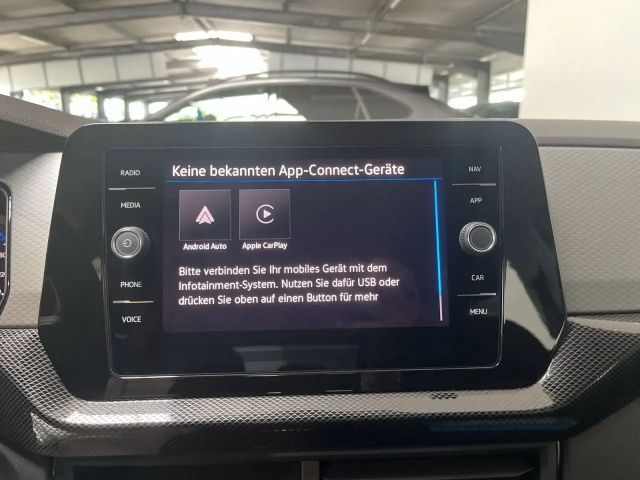 RADIO
MEDIA
PHONE
VOICE
Keine bekannten App-Connect-Geräte
Android Auto
Apple CarPlay
Bitte verbinden Sie Ihr mobiles Gerät mit dem
Infotainment-System. Nutzen Sie dafür USB oder
drücken Sie oben auf einen Button für mehr
NAV
APP
CAR
MENU